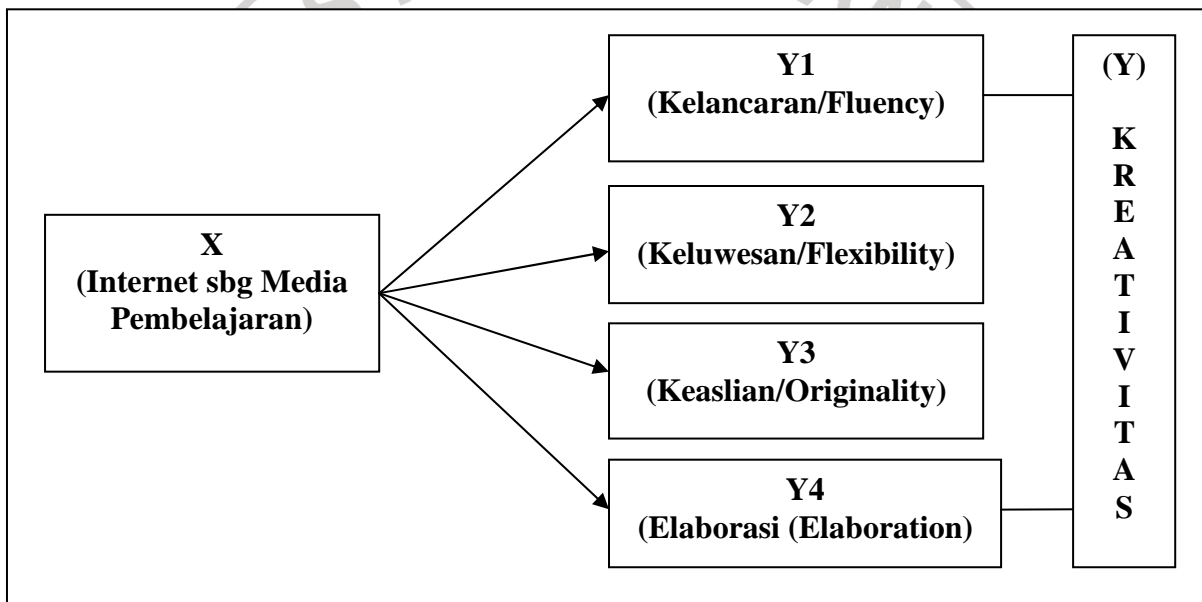 Y1
(Kelancaran/Fluency)
Y2
(Keluwesan/Flexibility)
X
(Internet sbg Media
Pembelajaran)
Y3
(Keaslian/Originality)
Y4
(Elaborasi (Elaboration)
(Y)
K
R
E
A
T
I
V
I
T
A
S